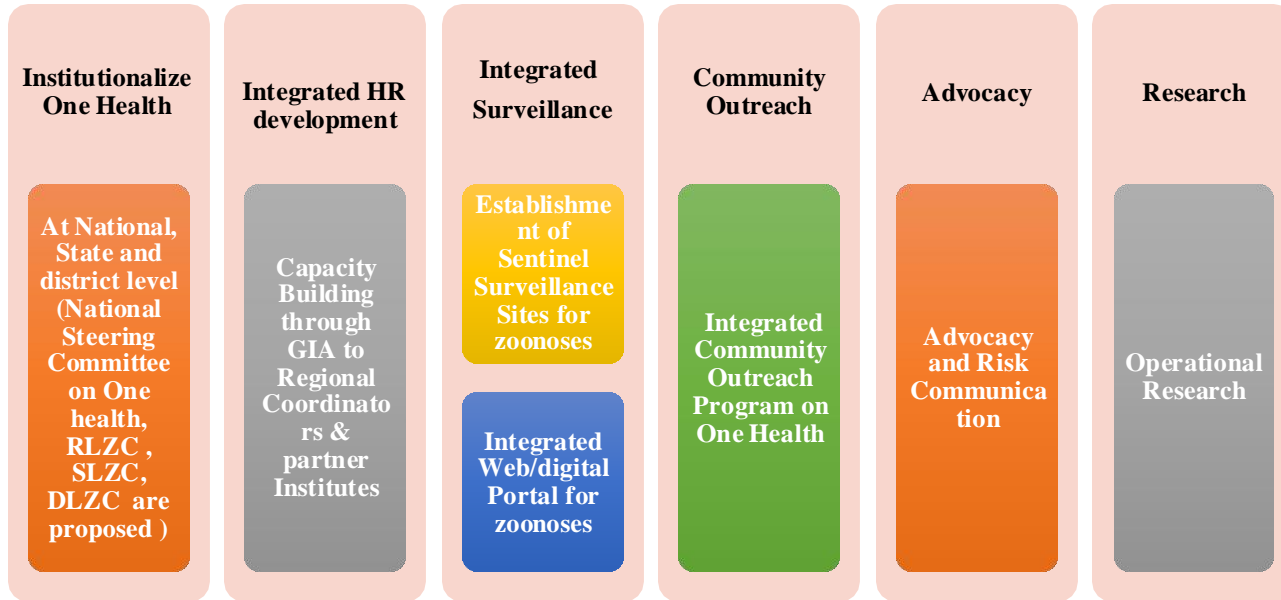 Institutionalize
One Health
At National,
State and
district level
(National
Steering
Committee
on One
health,
RLZC ,
SLZC,
DLZC are
proposed )
Integrated HR
development
Capacity
Building
through
GIA to
Regional
Coordinato
rs &
partner
Institutes
Integrated
Surveillance
Establishme
nt of
Sentinel
Surveillance
Sites for
zoonoses
Integrated
Web/digital
Portal for
zoonoses
Community
Outreach
Integrated
Community
Outreach
Program on
One Health
Advocacy
Advocacy
and Risk
Communica
tion
Research
Operational
Research